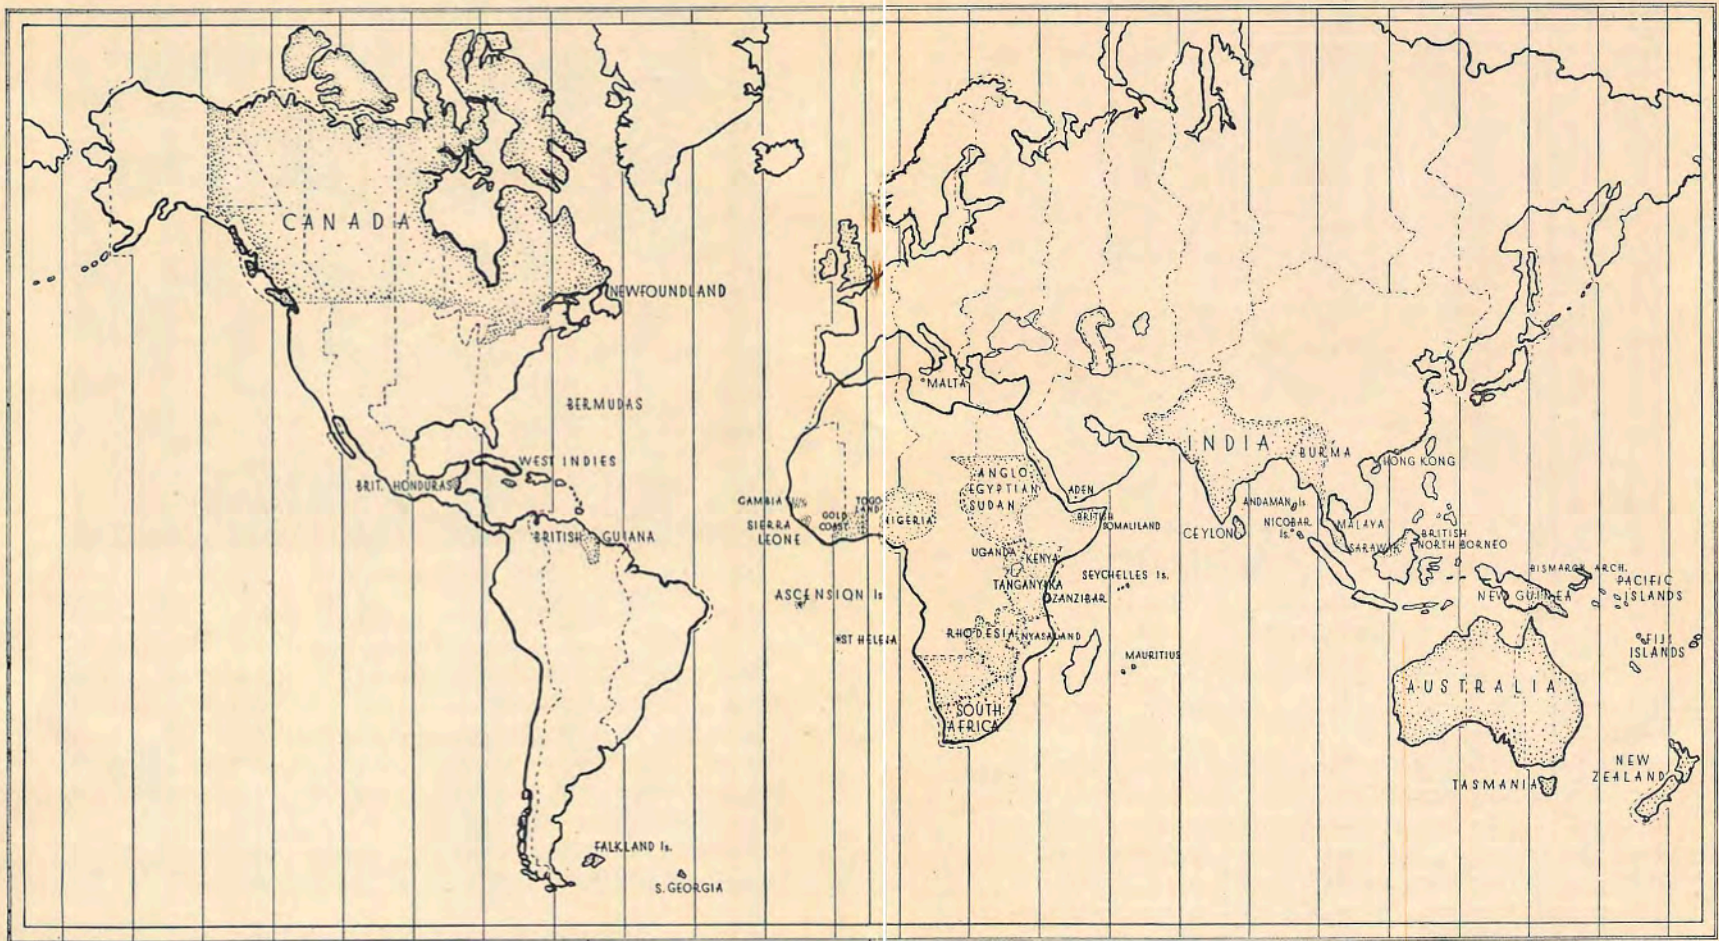 CANADA
NEWFOUNDLAND
BERMUDAS
WEST INDIES
BRIT. HONDURAS
BRITISH GUIANA
FALKLAND Is.
S. GEORGIA
MALTA
GAMBIA
SIERRA
LEONE
GOLD
COAST
TOGO
LAND
NIGERIA
ASCENSION Is
ST HELENA
ANGLO
EGYPTIAN
SUDAN
ADEN
BRITISH
SOMALILAND
UGANDA
KENYA
TANGANYIKA
ZANZIBAR
SEYCHELLES Is.
RHODESIA
NYASALAND
MAURITIUS
SOUTH
AFRICA
INDIA
BURMA
HONG KONG
ANDAMAN Is
NICOBAR
Is.
CEYLON
MALAYA
SARAWAK
BRITISH
NORTH BORNEO
BISMARCK ARCH.
NEW GUINEA
PACIFIC
ISLANDS
FIJI
ISLANDS
AUSTRALIA
TASMANIA
NEW
ZEALAND